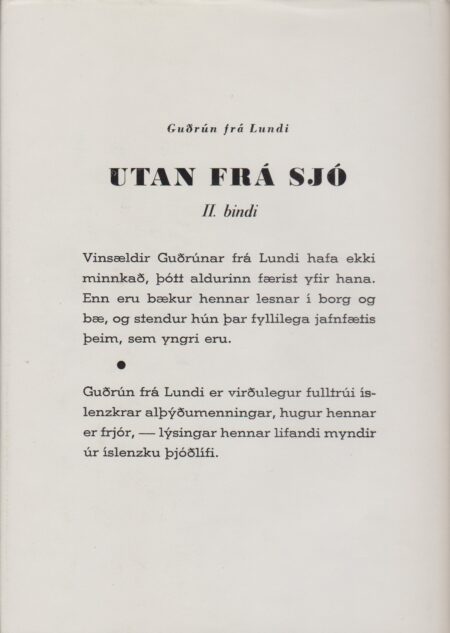 Guðrún frá Lundi
UTAN FRÁ SJÓ
II. bindi
Vinsældir Guðrúnar frá Lundi hafa ekki
minnkað, þótt aldurinn færist yfir hana.
Enn eru bækur hennar lesnar í borg og
bæ, og stendur hún þar fyllilega jafnfætis
þeim, sem yngri eru.
●
Guðrún frá Lundi er virðulegur fulltrúi ís-
lenzkrar alþýðumenningar, hugur hennar
er frjór, — lýsingar hennar lifandi myndir
úr íslenzku þjóðlífi.